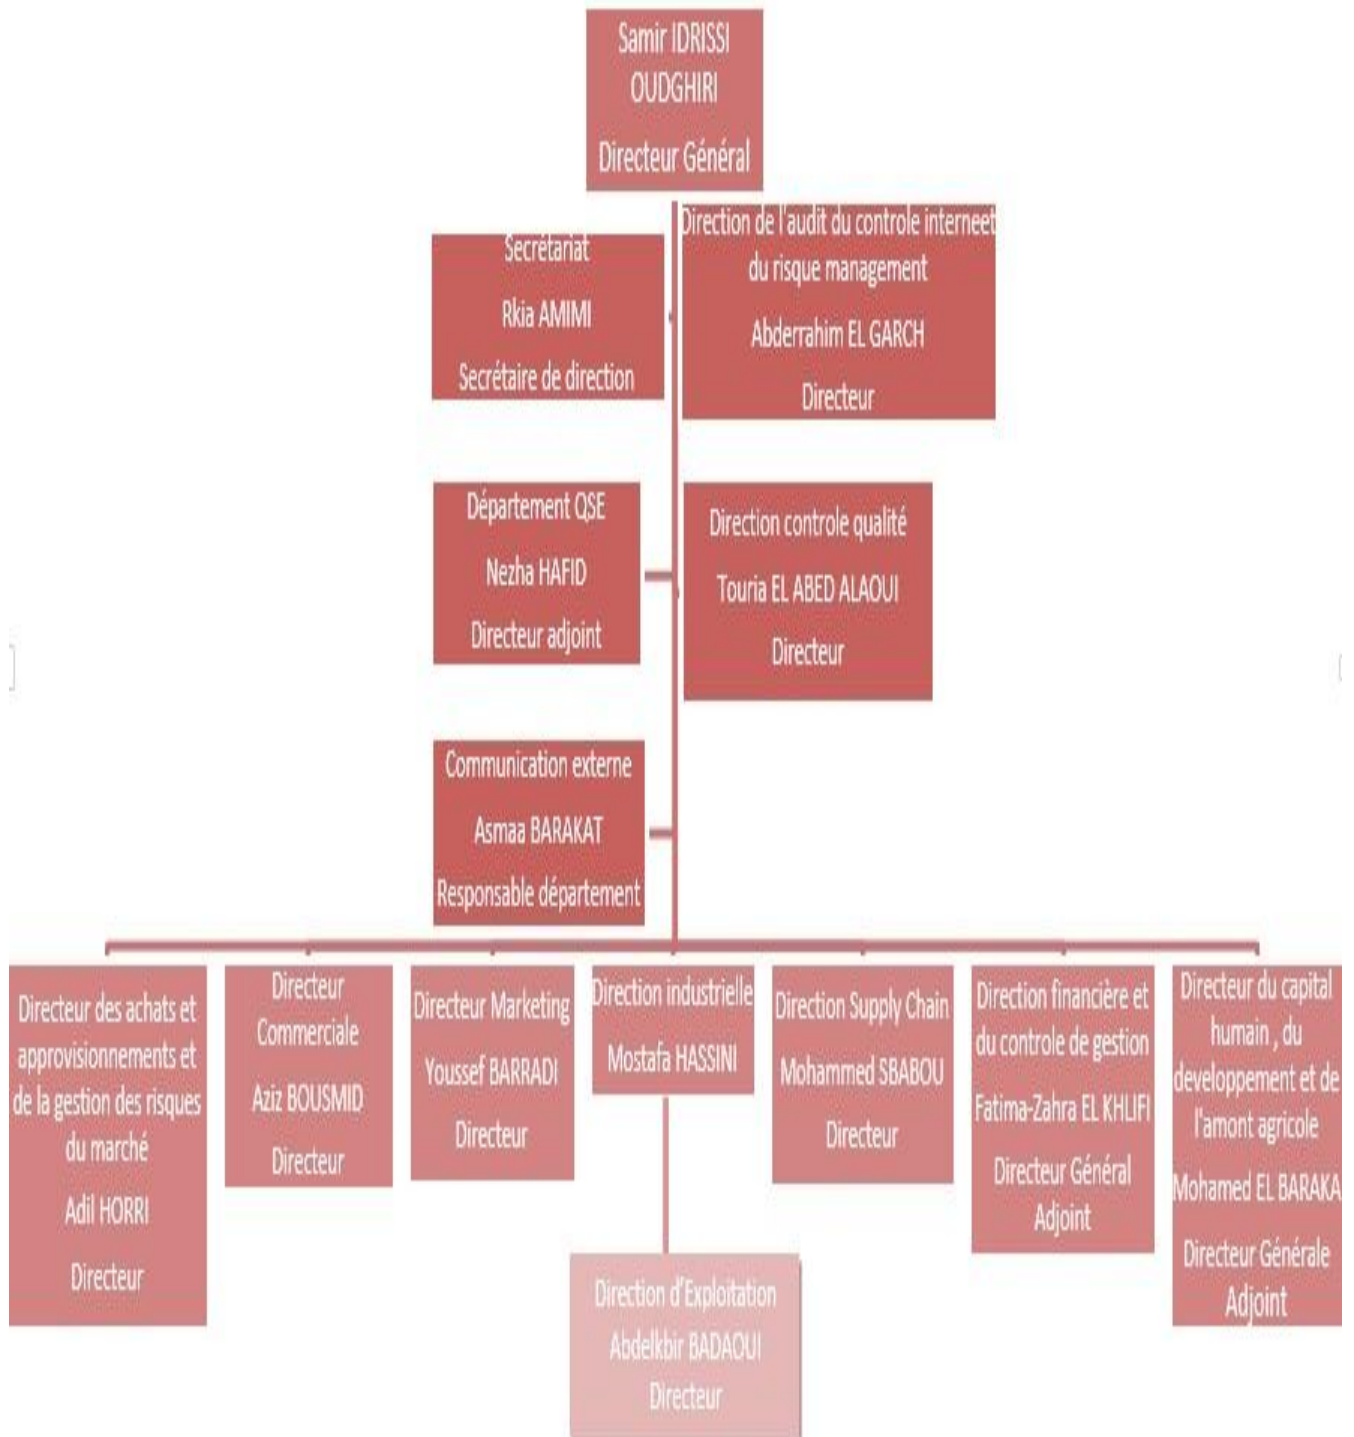 Samir IDRISSI
OUDGHIRI
Directeur Général
Secrétariat
Rkia AMIMI
Secrétaire de direction
Direction de l'audit du controle interneet
du risque management
Abderrahim EL GARCH
Directeur
Département QSE
Nezha HAFID
Directeur adjoint
Direction controle qualité
Touria EL ABED ALAOUI
Directeur
Communication externe
Asmaa BARAKAT
Responsable département
Directeur des achats et
approvisionnements et
de la gestion des risques
du marché
Adil HORRI
Directeur
Directeur
Commerciale
Aziz BOUSMID
Directeur
Directeur Marketing
Youssef BARRADI
Directeur
Direction industrielle
Mostafa HASSINI
Direction Supply Chain
Mohammed SBABOU
Directeur
Direction financière et
du controle de gestion
Fatima-Zahra EL KHLIFI
Directeur Général
Adjoint
Directeur du capital
humain , du
developpement et de
l'amont agricole
Mohamed EL BARAKA
Directeur Générale
Adjoint
Direction d'Exploitation
Abdelkbir BADAOUI
Directeur